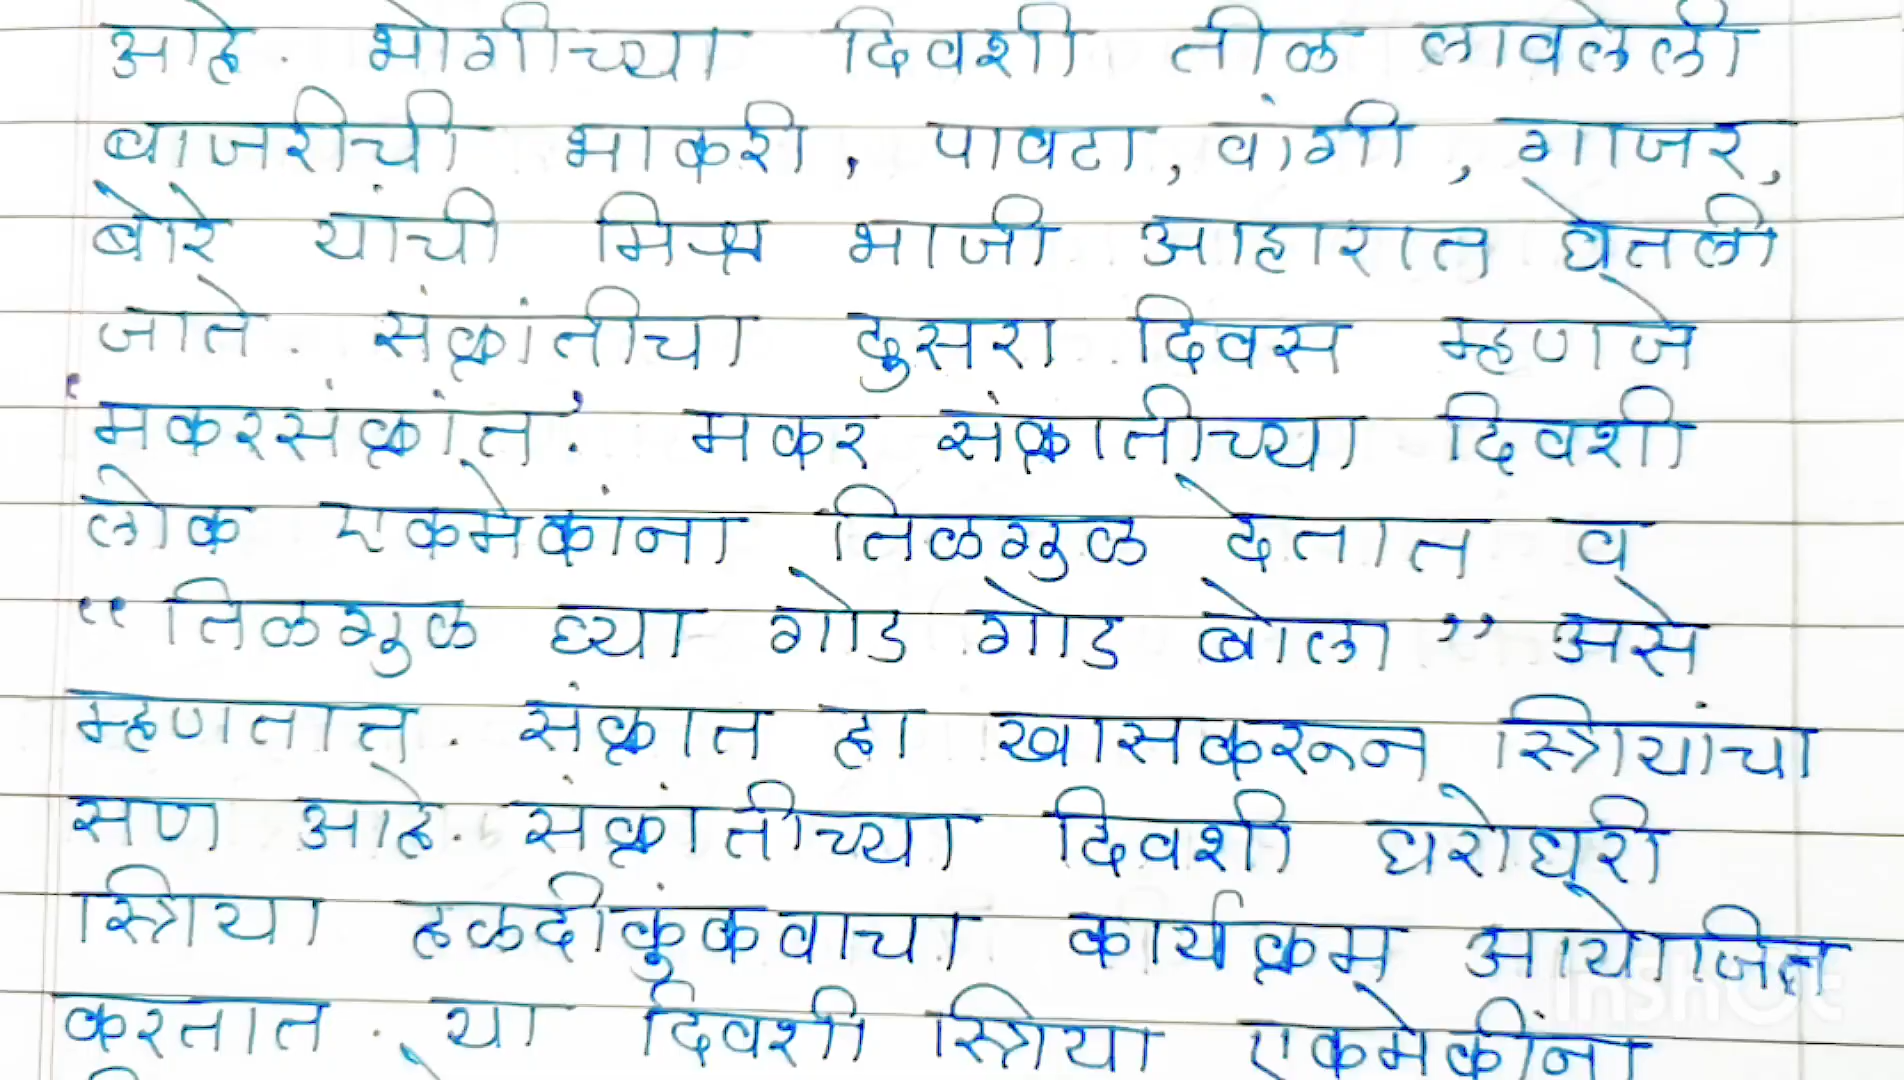 आहे. भोगीच्या दिवशी तीळ लावलेली
बाजरीची भाकरी, पावटा, वांगी, गाजर,
बोरे यांची मिक्स भाजी आहारात घेतली
जाते. संक्रांतीचा दुसरा दिवस म्हणजे
'मकरसंक्रांत'. मकर संक्रातीच्या दिवशी
लोक एकमेकांना तिळगुळ देतात व
"तिळगुळ घ्या गोड गोड बोला" असे
म्हणतात. संक्रांत हा खासकरून स्त्रियांचा
सण आहे. संक्रांतीच्या दिवशी घरोघरी
स्त्रिया हळदीकुंकवाचा कार्यक्रम आयोजित
करतात. या दिवशी स्त्रिया एकमेकींना
InShOt